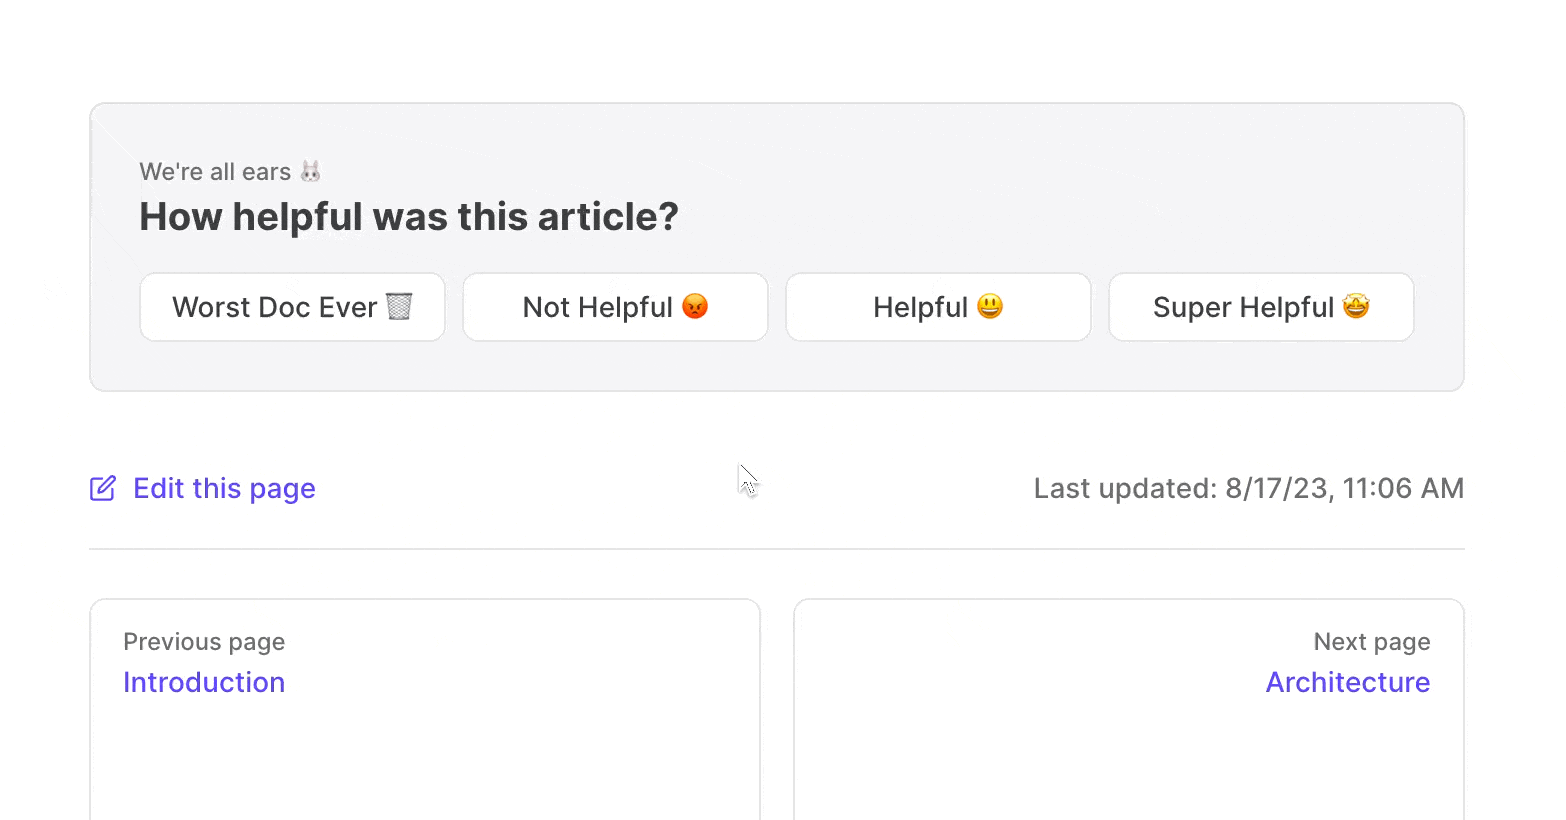 We're all ears 🐰
How helpful was this article?
Worst Doc Ever 🗑️
Not Helpful 😡
Helpful 😃
Super Helpful 🤩
Edit this page
Last updated: 8/17/23, 11:06 AM
Previous page
Introduction
Next page
Architecture